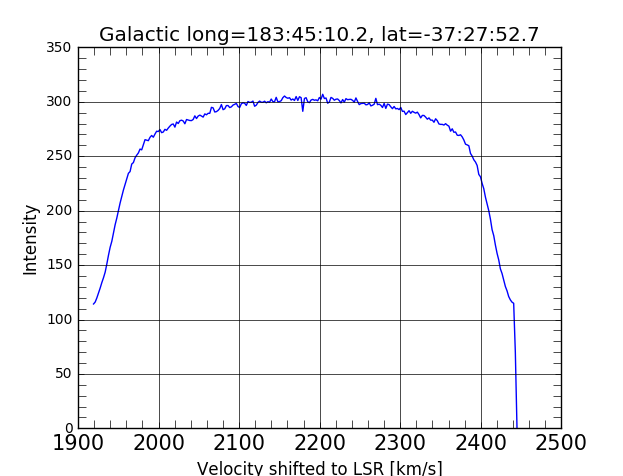 Galactic long=183:45:10.2, lat=-37:27:52.7
350
300
250
200
150
100
50
0
Intensity
1900 2000 2100 2200 2300 2400 2500
Velocity shifted to LSR [km/s]